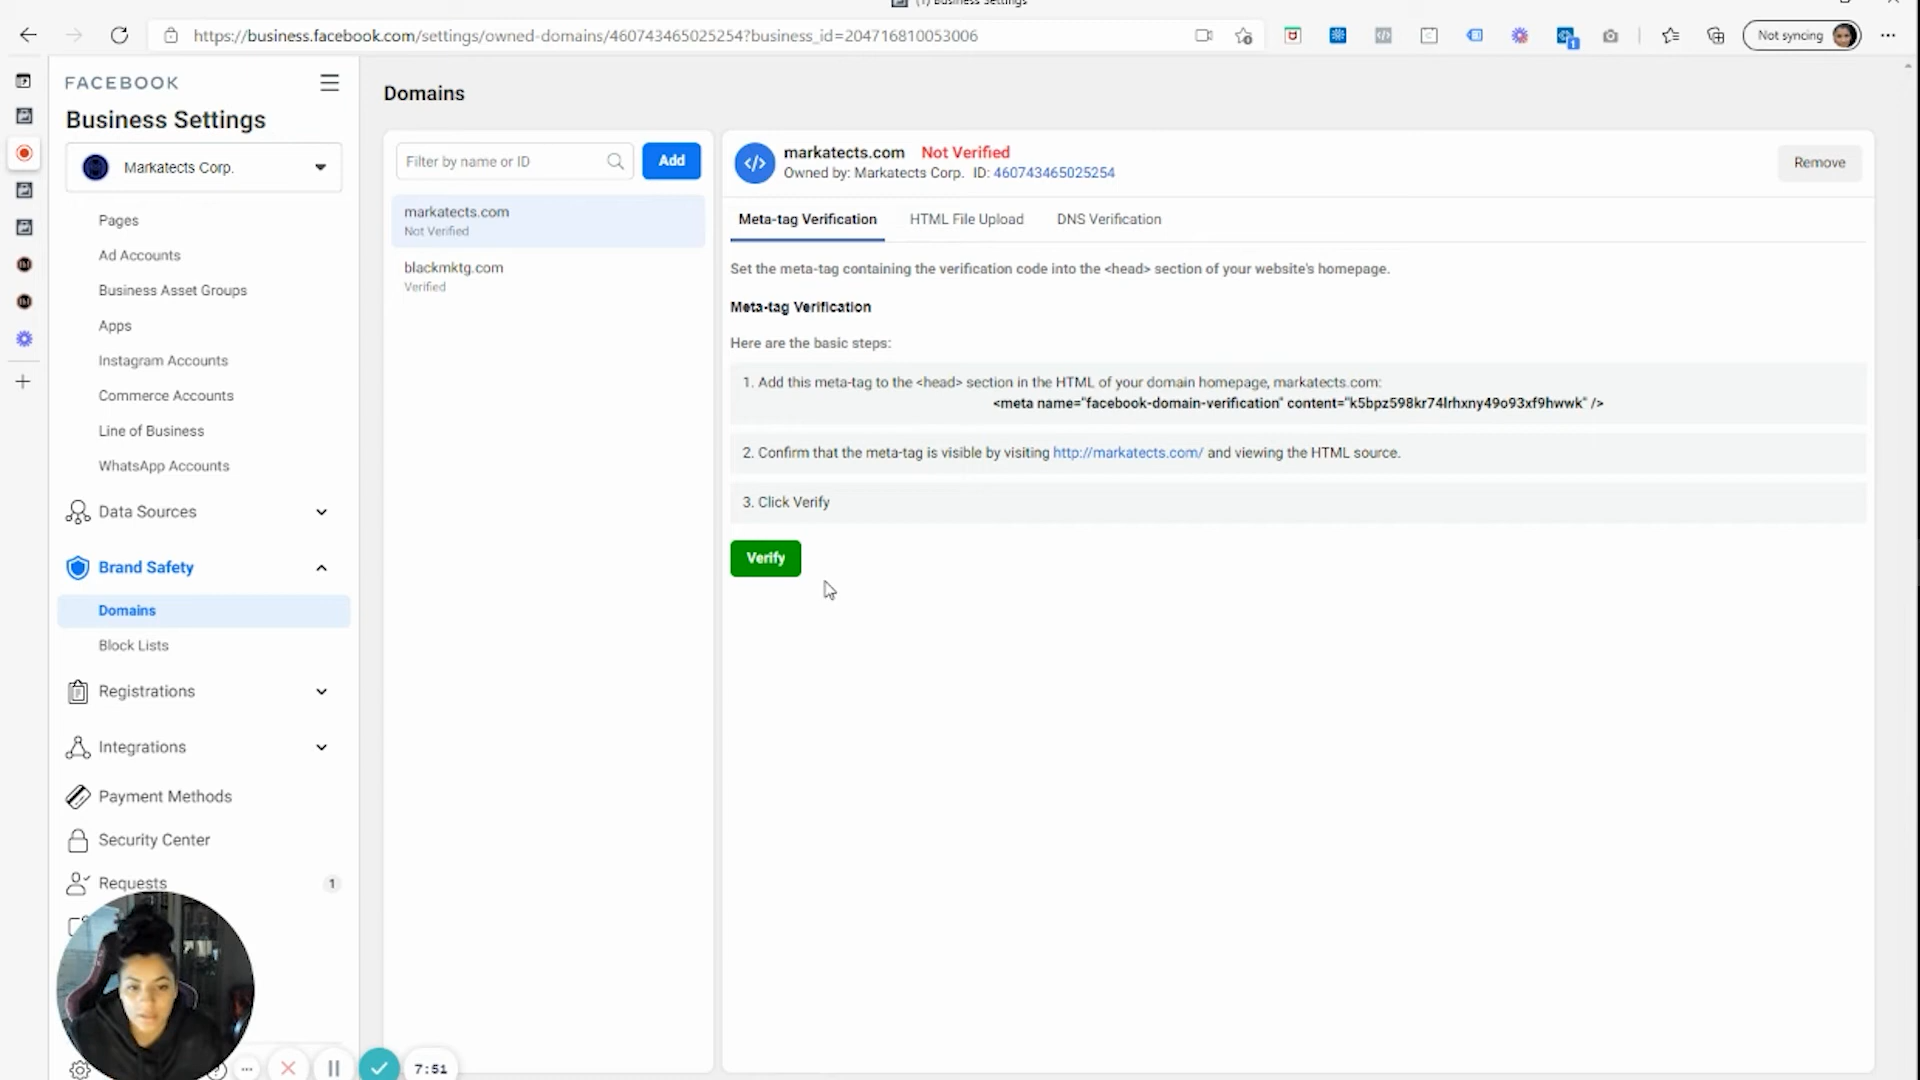 (1) Business Settings
https://business.facebook.com/settings/owned-domains/460743465025254?business_id=204716810053006
1
Not syncing
FACEBOOK
Business Settings
Markatects Corp.
Pages
Ad Accounts
Business Asset Groups
Apps
Instagram Accounts
Commerce Accounts
Line of Business
WhatsApp Accounts
Data Sources
Brand Safety
Domains
Block Lists
Registrations
Integrations
Payment Methods
Security Center
Requests 1
7:51
Domains
Filter by name or ID
Add
markatects.com
Not Verified
blackmktg.com
Verified
markatects.com Not Verified
Owned by: Markatects Corp. ID: 460743465025254
Remove
Meta-tag Verification HTML File Upload DNS Verification
Set the meta-tag containing the verification code into the <head> section of your website's homepage.
Meta-tag Verification
Here are the basic steps:
1. Add this meta-tag to the <head> section in the HTML of your domain homepage, markatects.com:
<meta name="facebook-domain-verification" content="k5bpz598kr74lrhxny49o93xf9hwwk" />
2. Confirm that the meta-tag is visible by visiting http://markatects.com/ and viewing the HTML source.
3. Click Verify
Verify